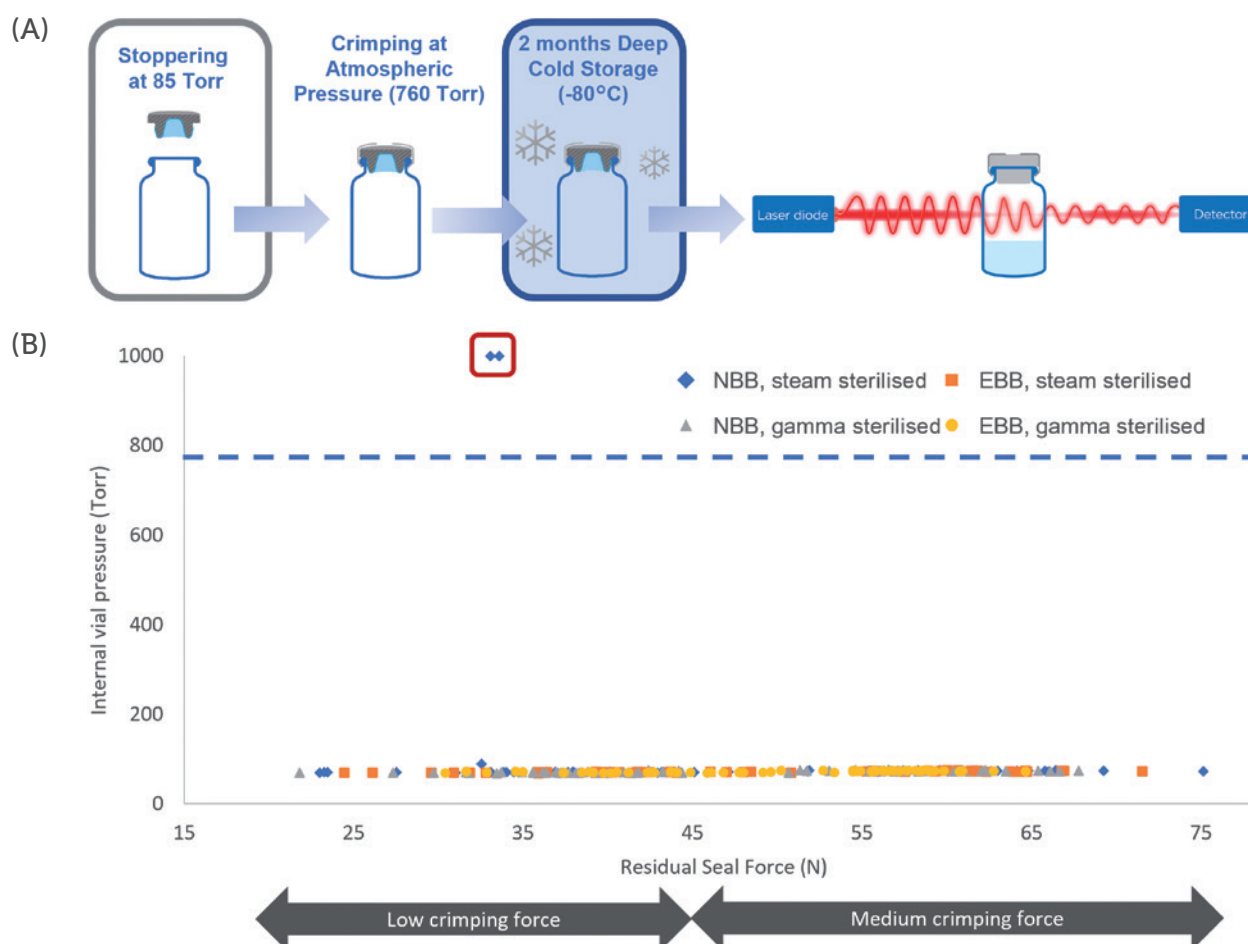 (A)
Stoppering
at 85 Torr
Crimping at
Atmospheric
Pressure (760 Torr)
2 months Deep
Cold Storage
(-80°C)
Laser diode
Detector
(B)
NBB, steam sterilised
EBB, steam sterilised
NBB, gamma sterilised
EBB, gamma sterilised
Internal vial pressure (Torr)
1000
800
600
400
200
0
15
25
35
45
55
65
75
Residual Seal Force (N)
Low crimping force
Medium crimping force